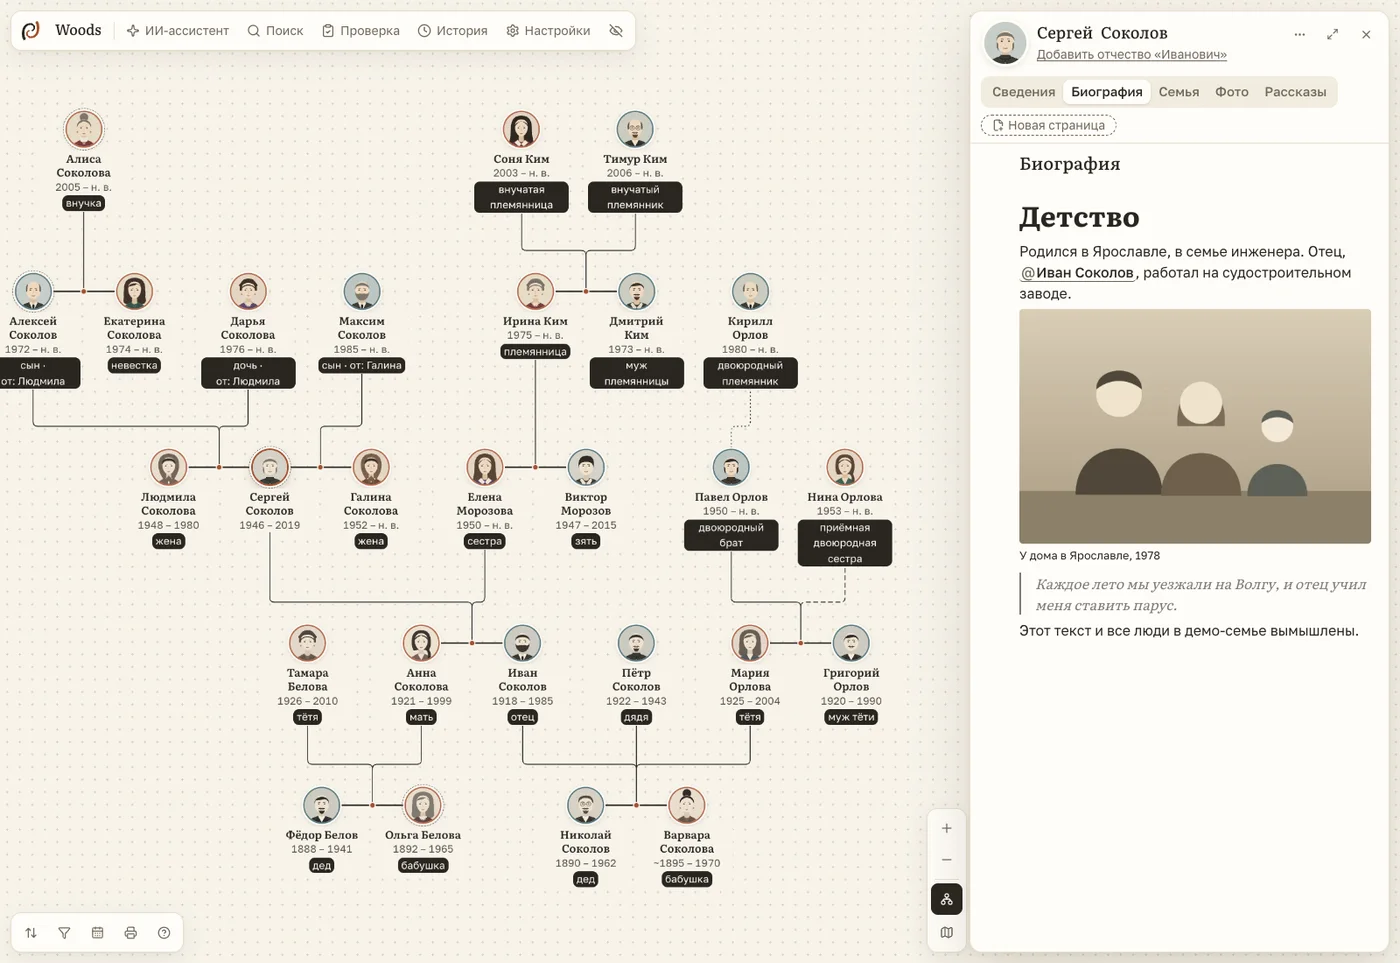 Woods
ИИ-ассистент
Поиск
Проверка
История
Настройки
Алиса
Соколова
2005 – н. в.
внучка
Соня Ким
2003 – н. в.
внучатая
племянница
Тимур Ким
2006 – н. в.
внучатый
племянник
Алексей
Соколов
1972 – н. в.
сын ·
от: Людмила
Екатерина
Соколова
1974 – н. в.
невестка
Дарья
Соколова
1976 – н. в.
дочь ·
от: Людмила
Максим
Соколов
1985 – н. в.
сын · от: Галина
Ирина Ким
1975 – н. в.
племянница
Дмитрий
Ким
1973 – н. в.
муж
племянницы
Кирилл
Орлов
1980 – н. в.
двоюродный
племянник
Людмила
Соколова
1948 – 1980
жена
Сергей
Соколов
1946 – 2019
Галина
Соколова
1952 – н. в.
жена
Елена
Морозова
1950 – н. в.
сестра
Виктор
Морозов
1947 – 2015
зять
Павел Орлов
1950 – н. в.
двоюродный
брат
Нина Орлова
1953 – н. в.
приёмная
двоюродная
сестра
Тамара
Белова
1926 – 2010
тётя
Анна
Соколова
1921 – 1999
мать
Иван
Соколов
1918 – 1985
отец
Пётр
Соколов
1922 – 1943
дядя
Мария
Орлова
1925 – 2004
тётя
Григорий
Орлов
1920 – 1990
муж тёти
Фёдор Белов
1888 – 1941
дед
Ольга Белова
1892 – 1965
бабушка
Николай
Соколов
1890 – 1962
дед
Варвара
Соколова
~1895 – 1970
бабушка
Сергей Соколов
Добавить отчество «Иванович»
Сведения
Биография
Семья
Фото
Рассказы
Новая страница
Биография
Детство
Родился в Ярославле, в семье инженера. Отец,
@Иван Соколов, работал на судостроительном
заводе.
У дома в Ярославле, 1978
Каждое лето мы уезжали на Волгу, и отец учил
меня ставить парус.
Этот текст и все люди в демо-семье вымышлены.